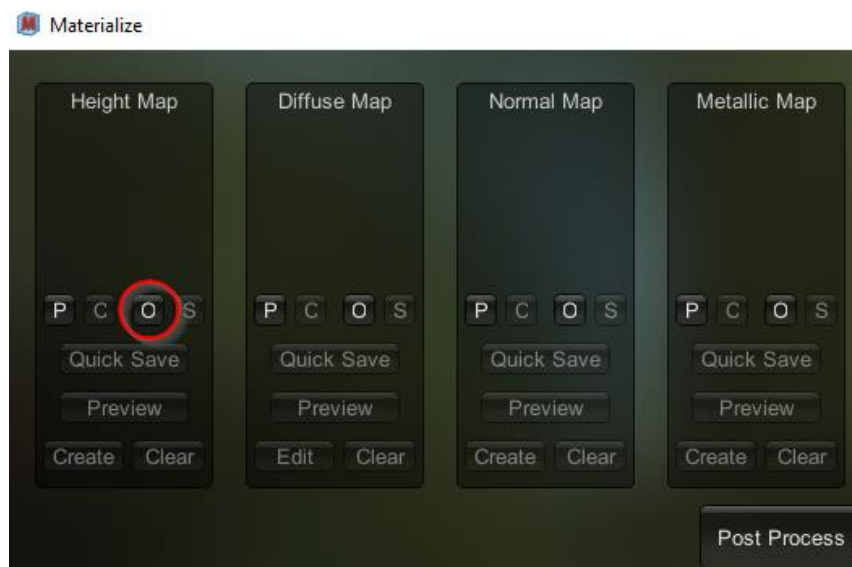 Materialize
Height Map Diffuse Map Normal Map Metallic Map
P C O S P C O S P C O S P C O S
Quick Save Quick Save Quick Save Quick Save
Preview Preview Preview Preview
Create Clear Edit Clear Create Clear Create Clear
Post Process